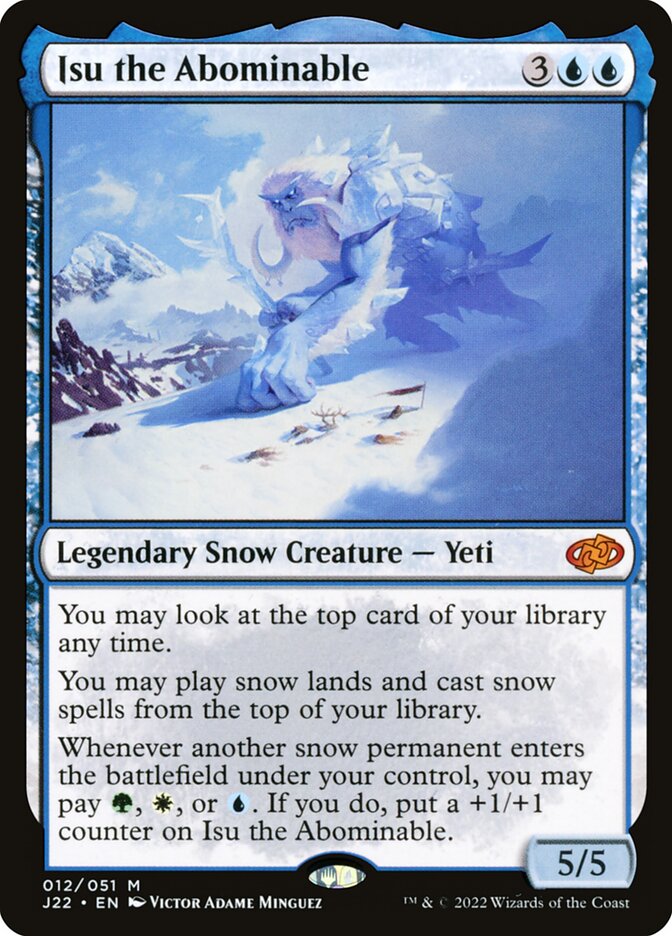 Isu the Abominable 3
Legendary Snow Creature — Yeti
You may look at the top card of your library
any time.
You may play snow lands and cast snow
spells from the top of your library.
Whenever another snow permanent enters
the battlefield under your control, you may
pay , , or . If you do, put a +1/+1
counter on Isu the Abominable.
5/5
012/051 M
J22 • EN Victor Adame Minguez
™ & © 2022 Wizards of the Coast